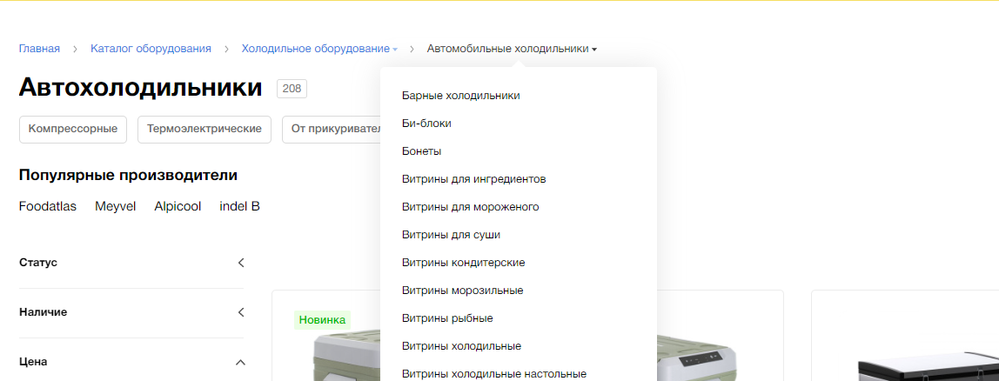 Главная Каталог оборудования Холодильное оборудование Автомобильные холодильники
Автохолодильники 208
Компрессорные Термоэлектрические
От
Популярные производители
Foodatlas Meyvel Alpicool indel B
Статус
Наличие
Цена
Новинка
Барные холодильники
Би-блоки
Бонеты
Витрины для ингредиентов
Витрины для мороженого
Витрины для суши
Витрины кондитерские
Витрины морозильные
Витрины рыбные
Витрины холодильные
Витрины холодильные настольные